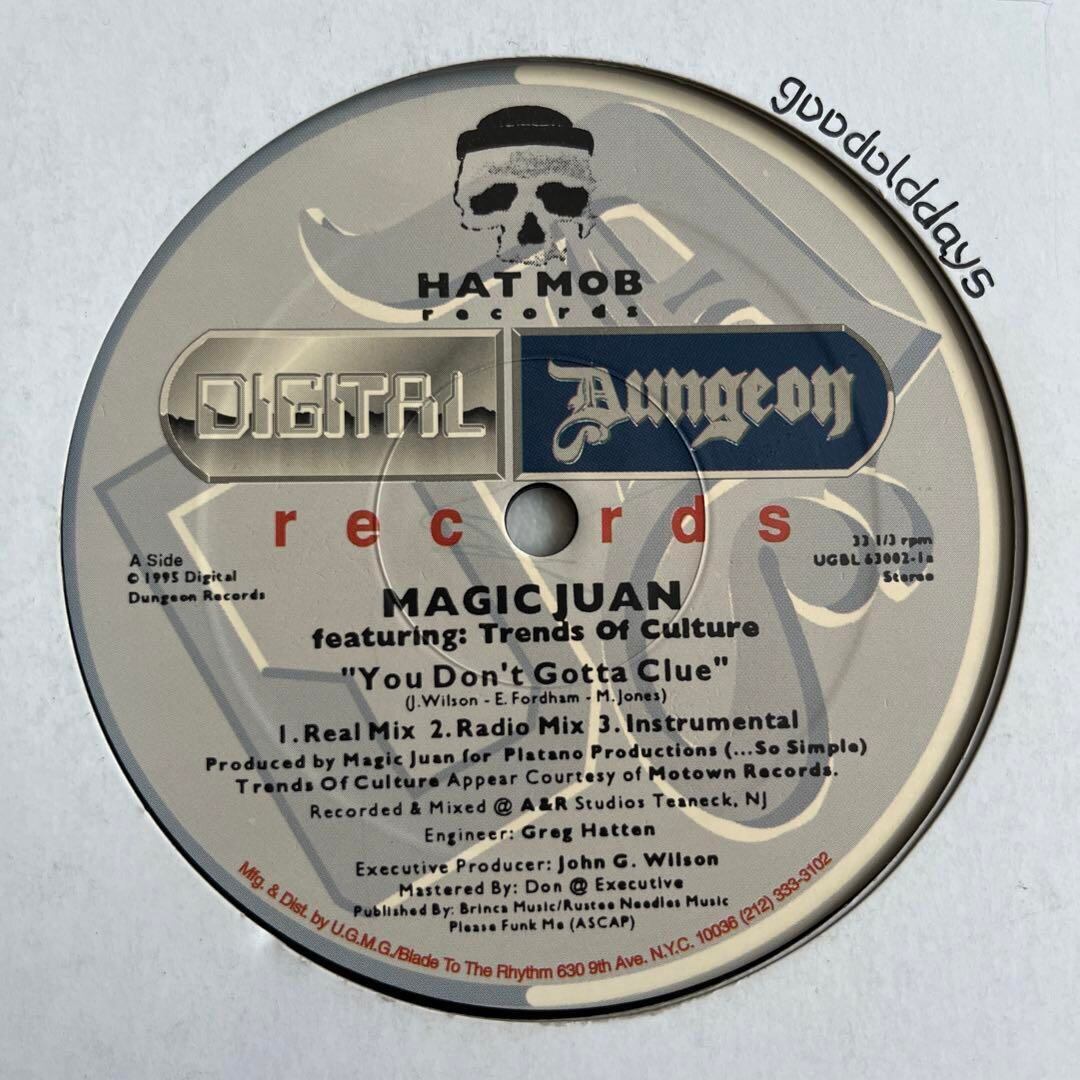 goodolddays
HAT MOB
records
DIGITAL Dungeon
records
A Side
© 1995 Digital
Dungeon Records
33 1/3 rpm
UGBL 63002-1a
Stereo
MAGIC JUAN
featuring: Trends Of Culture
"You Don't Gotta Clue"
(J. Wilson - E. Fordham - M. Jones)
1. Real Mix 2. Radio Mix 3. Instrumental
Produced by Magic Juan for Platano Productions (...So Simple)
Trends Of Culture Appear Courtesy of Motown Records.
Recorded & Mixed @ A&R Studios Teaneck, NJ
Engineer: Greg Hatten
Executive Producer: John G. Wilson
Mastered By: Don @ Executive
Published By: Brinca Music/Rustee Needles Music
Please Funk Me (ASCAP)
Mfg. & Dist. by U.G.M.G./Blade To The Rhythm 630 9th Ave. N.Y.C. 10036 (212) 333-3102